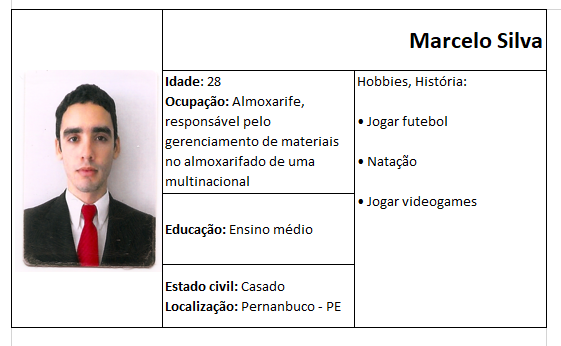 Marcelo Silva
Idade: 28
Ocupação: Almoxarife,
responsável pelo
gerenciamento de materiais
no almoxarifado de uma
multinacional
Educação: Ensino médio
Estado civil: Casado
Localização: Pernanbuco - PE
Hobbies, História:
• Jogar futebol
• Natação
• Jogar videogames